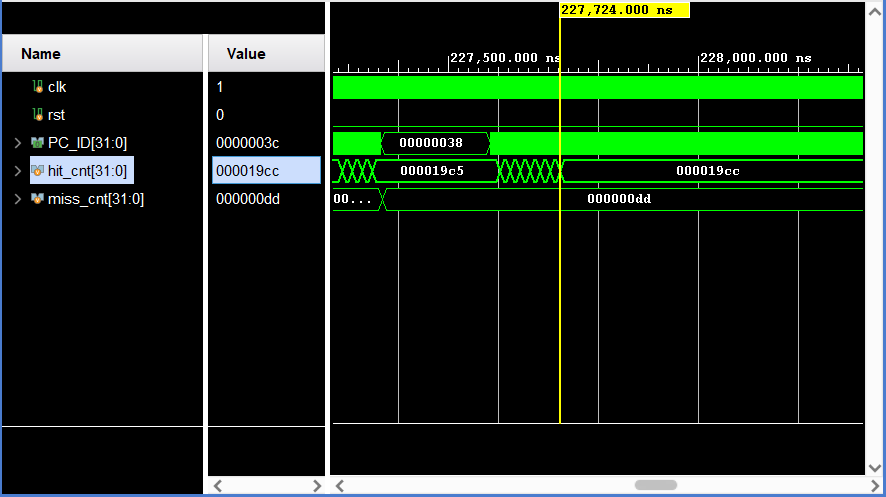 227,724.000 ns
Name Value 227,500.000 ns 228,000.000 ns
clk 1
rst 0
PC_ID[31:0] 0000003c 00000038
hit_cnt[31:0] 000019cc 000019c5 000019cc
miss_cnt[31:0] 000000dd 00... 000000dd